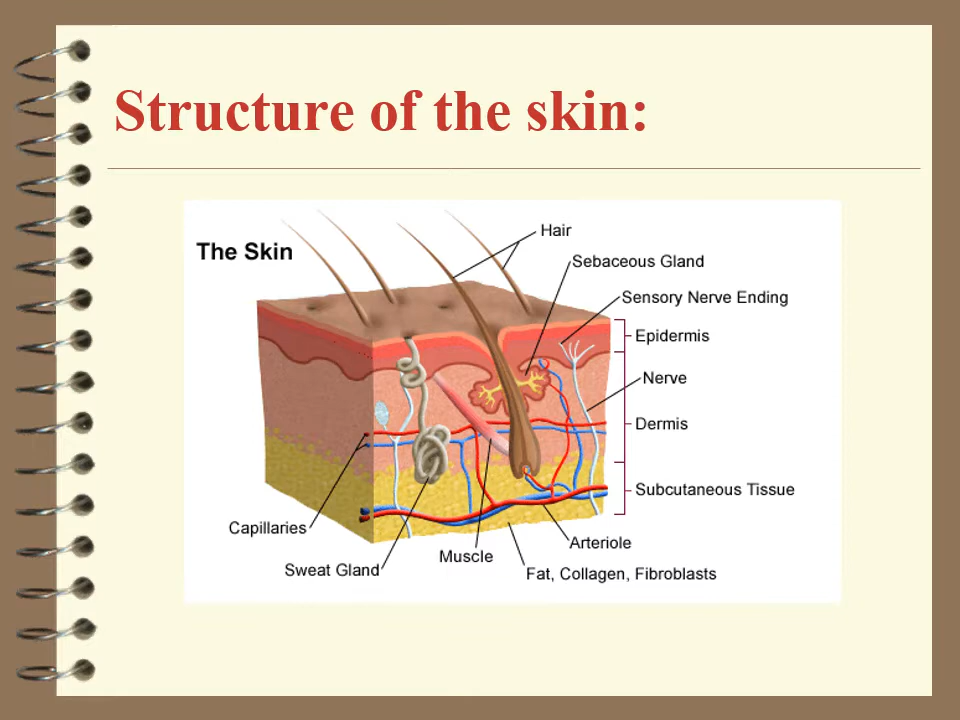 Structure of the skin:
The Skin
Hair
Sebaceous Gland
Sensory Nerve Ending
Epidermis
Nerve
Dermis
Subcutaneous Tissue
Capillaries
Arteriole
Muscle
Sweat Gland
Fat, Collagen, Fibroblasts